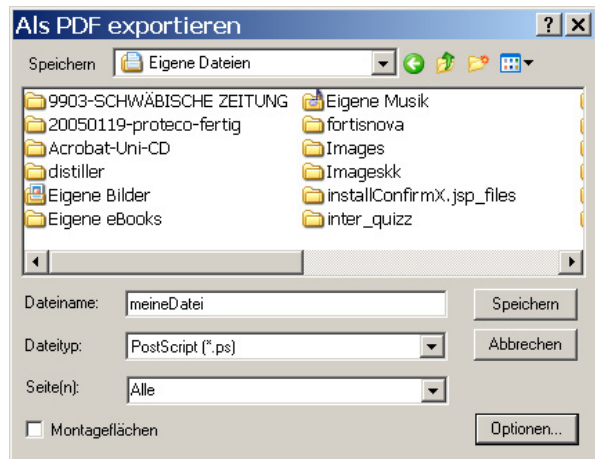 Als PDF exportieren
Speichern Eigene Dateien
9903-SCHWÄBISCHE ZEITUNG Eigene Musik
20050119-proteco-fertig fortisnova
Acrobat-Uni-CD Images
distiller Imageskk
Eigene Bilder installConfirmX.jsp_files
Eigene eBooks inter_quizz
Dateiname: meineDatei Speichern
Dateityp: PostScript (*.ps) Abbrechen
Seite(n): Alle
Montageflächen Optionen...